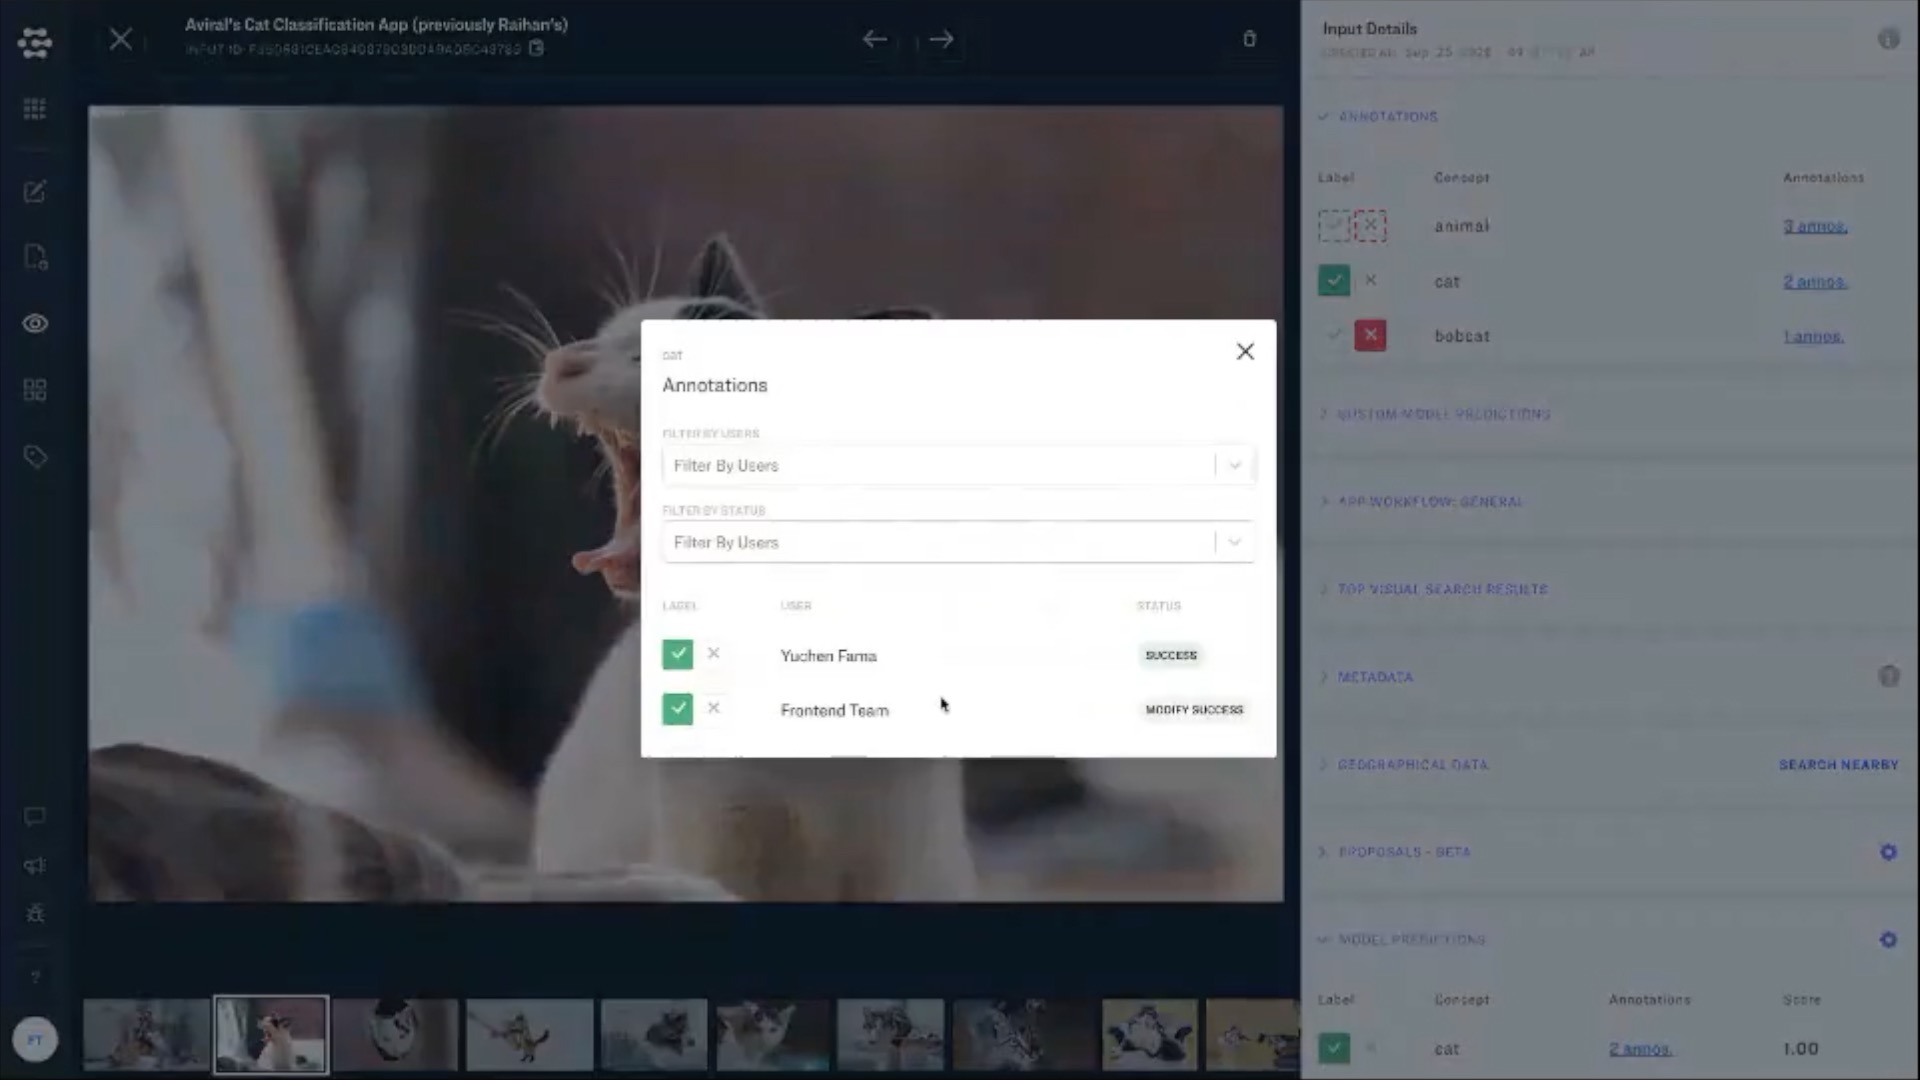 Aviral's Cat Classification App (previously Raihan's)
INPUT ID:
Input Details
CREATED AT: Sep 25
ANNOTATIONS
Label Concept Annotations
animal 3 annos.
cat 2 annos.
bobcat 1 annos.
CUSTOM MODEL PREDICTIONS
APP WORKFLOW: GENERAL
TOP VISUAL SEARCH RESULTS
METADATA
GEOGRAPHICAL DATA SEARCH NEARBY
PROPOSALS - BETA
MODEL PREDICTIONS
Label Concept Annotations Score
cat 2 annos. 1.00
cat
Annotations
FILTER BY USERS
Filter By Users
FILTER BY STATUS
Filter By Users
LABEL USER STATUS
Yuchen Fama SUCCESS
Frontend Team MODIFY SUCCESS
?
FT